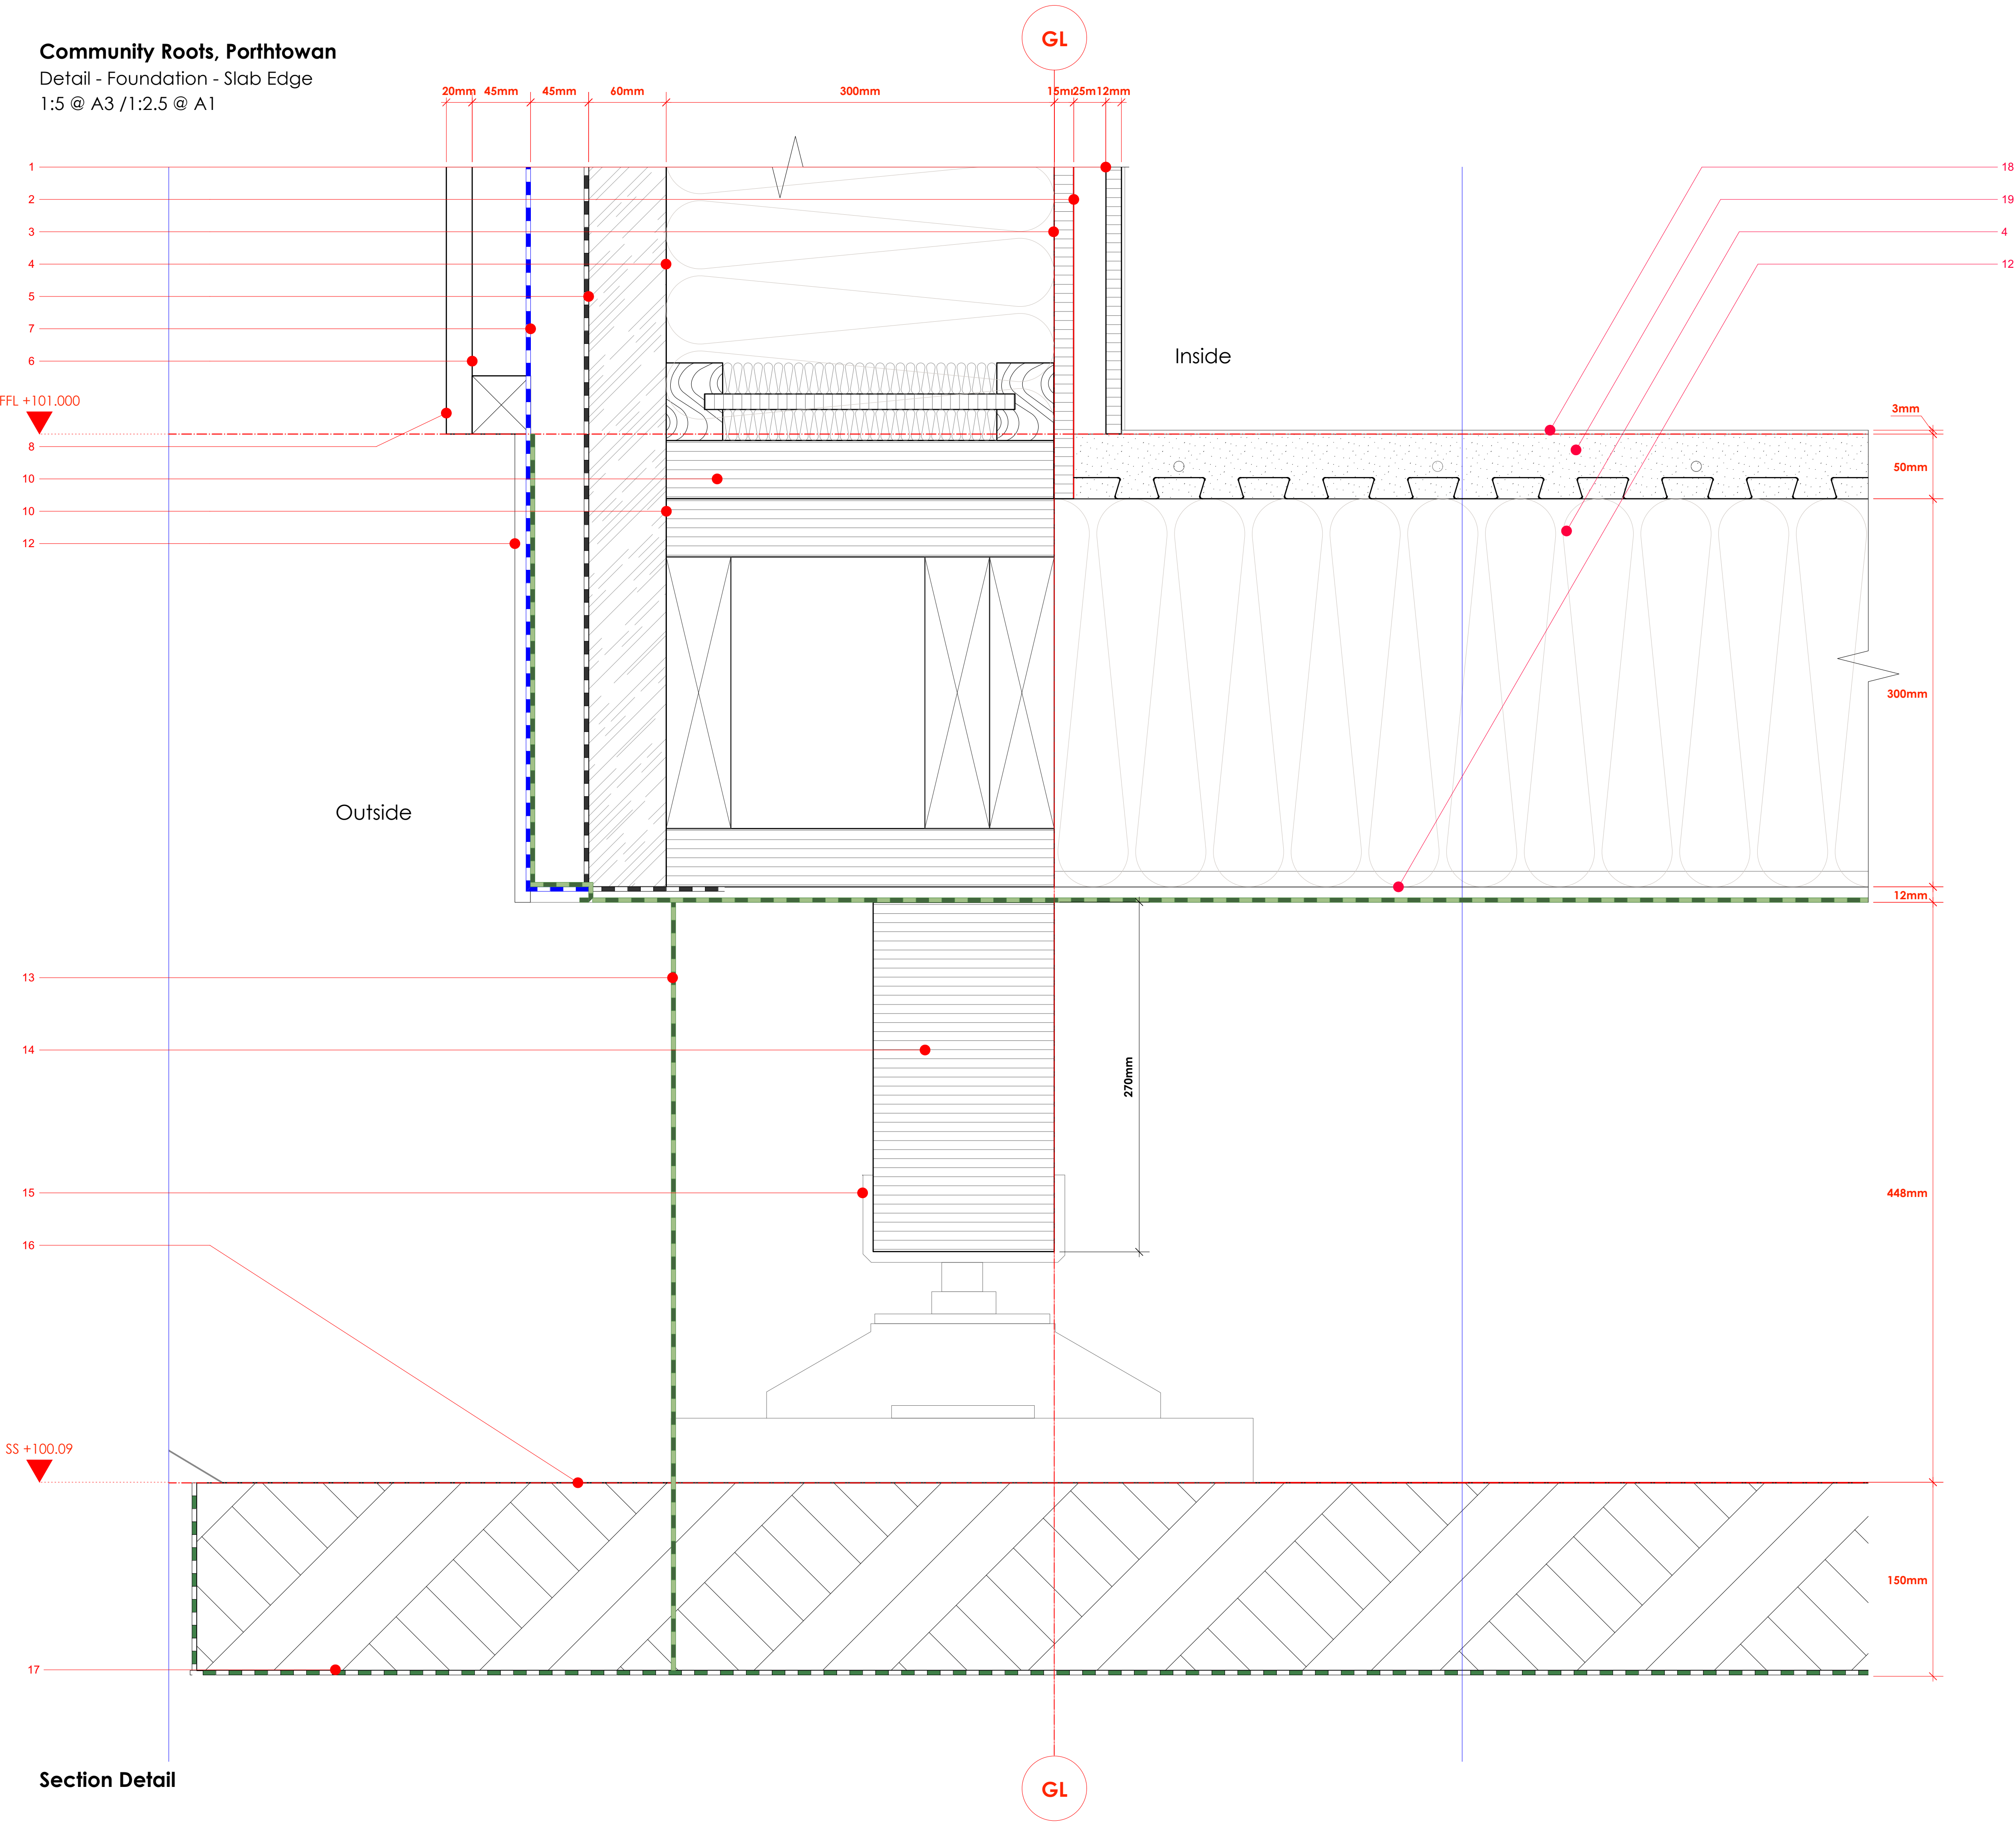 GL
Community Roots, Porthtowan
Detail - Foundation - Slab Edge
1:5 @ A3 /1:2.5 @ A1
20mm 45mm 45mm 60mm 300mm 15m 25m 12mm
1
2
3
4
5
7
6
FFL +101.000
8
10
10
12
18
19
4
12
Inside
3mm
50mm
300mm
12mm
Outside
13
14
270mm
15
448mm
16
SS +100.09
150mm
17
Section Detail
GL